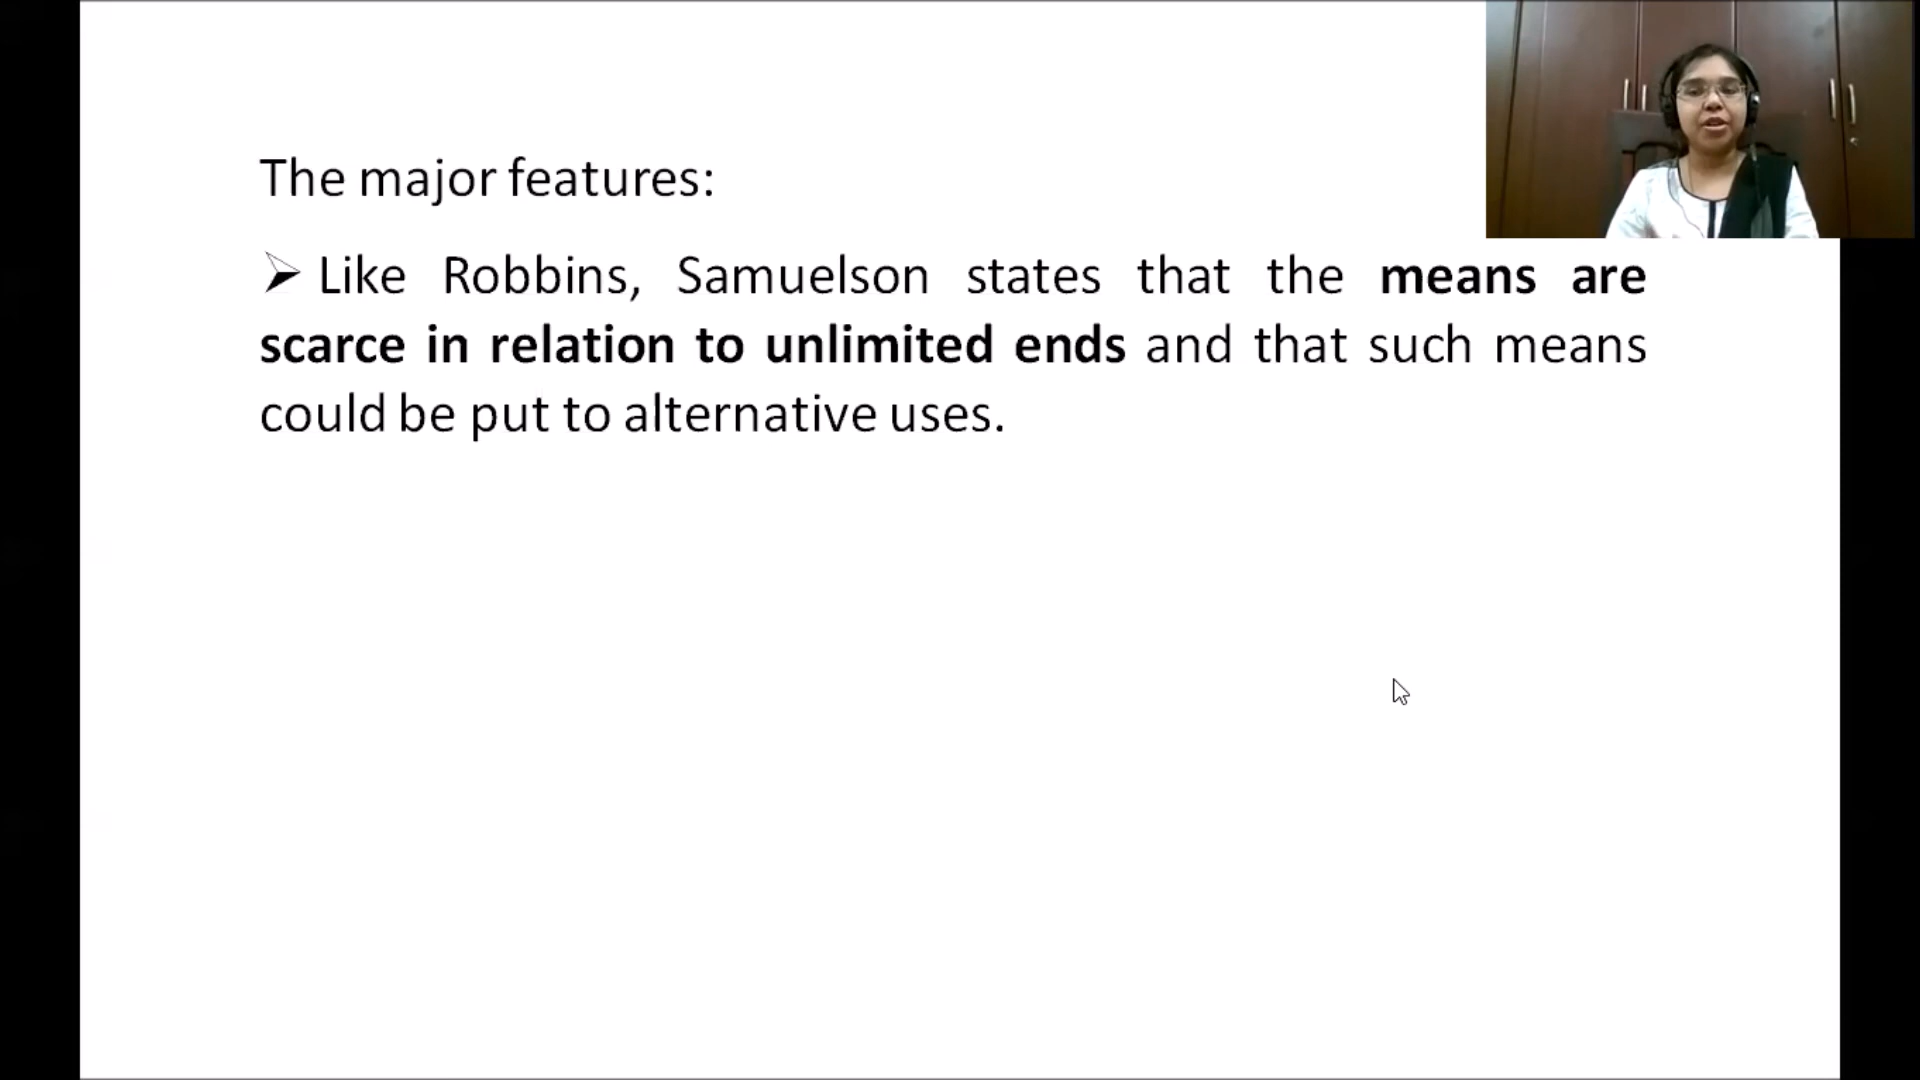 The major features:
➢ Like Robbins, Samuelson states that the means are
scarce in relation to unlimited ends and that such means
could be put to alternative uses.